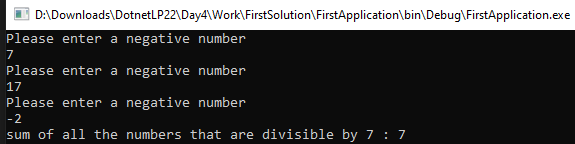 D:\Downloads\DotnetLP22\Day4\Work\FirstSolution\FirstApplication\bin\Debug\FirstApplication.exe
Please enter a negative number
7
Please enter a negative number
17
Please enter a negative number
-2
sum of all the numbers that are divisible by 7 : 7